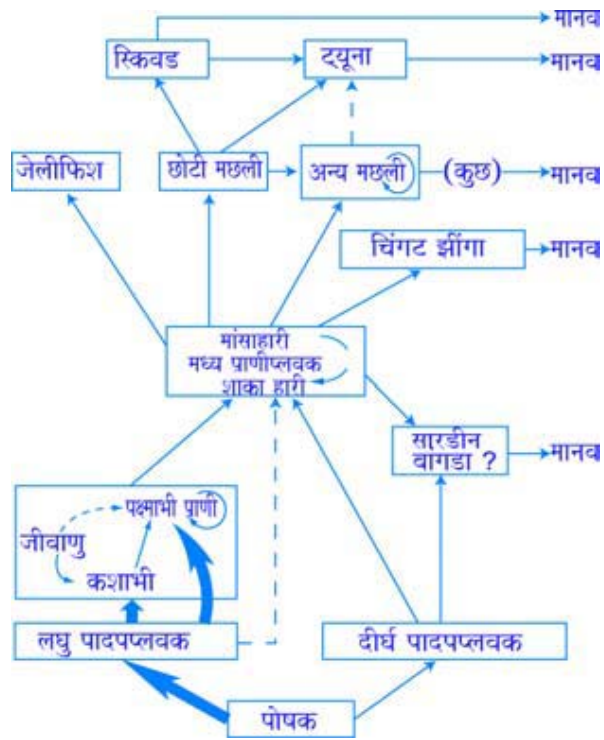 मानव
स्किवड
ट्यूना
मानव
जेलीफिश
छोटी मछली
अन्य मछली
(कुछ)
मानव
चिंगट झींगा
मानव
मांसाहारी
मध्य प्राणीप्लवक
शाका हारी
सारडीन
बागडा ?
मानव
पक्ष्माभी प्राणी
जीवाणु
कशाभी
लघु पादपप्लवक
दीर्घ पादपप्लवक
पोषक